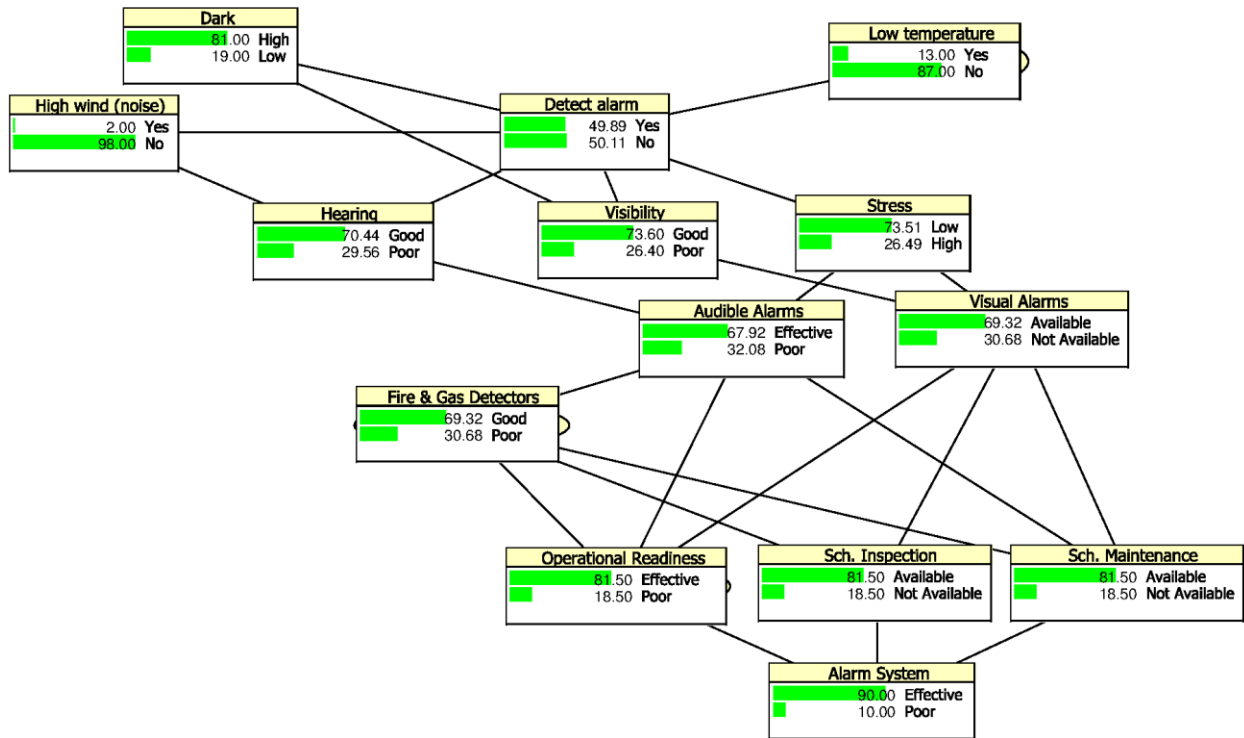 Dark
81.00 High
19.00 Low
Low temperature
13.00 Yes
87.00 No
High wind (noise)
2.00 Yes
98.00 No
Detect alarm
49.89 Yes
50.11 No
Hearing
70.44 Good
29.56 Poor
Visibility
73.60 Good
26.40 Poor
Stress
73.51 Low
26.49 High
Audible Alarms
67.92 Effective
32.08 Poor
Visual Alarms
69.32 Available
30.68 Not Available
Fire & Gas Detectors
69.32 Good
30.68 Poor
Operational Readiness
81.50 Effective
18.50 Poor
Sch. Inspection
81.50 Available
18.50 Not Available
Sch. Maintenance
81.50 Available
18.50 Not Available
Alarm System
90.00 Effective
10.00 Poor